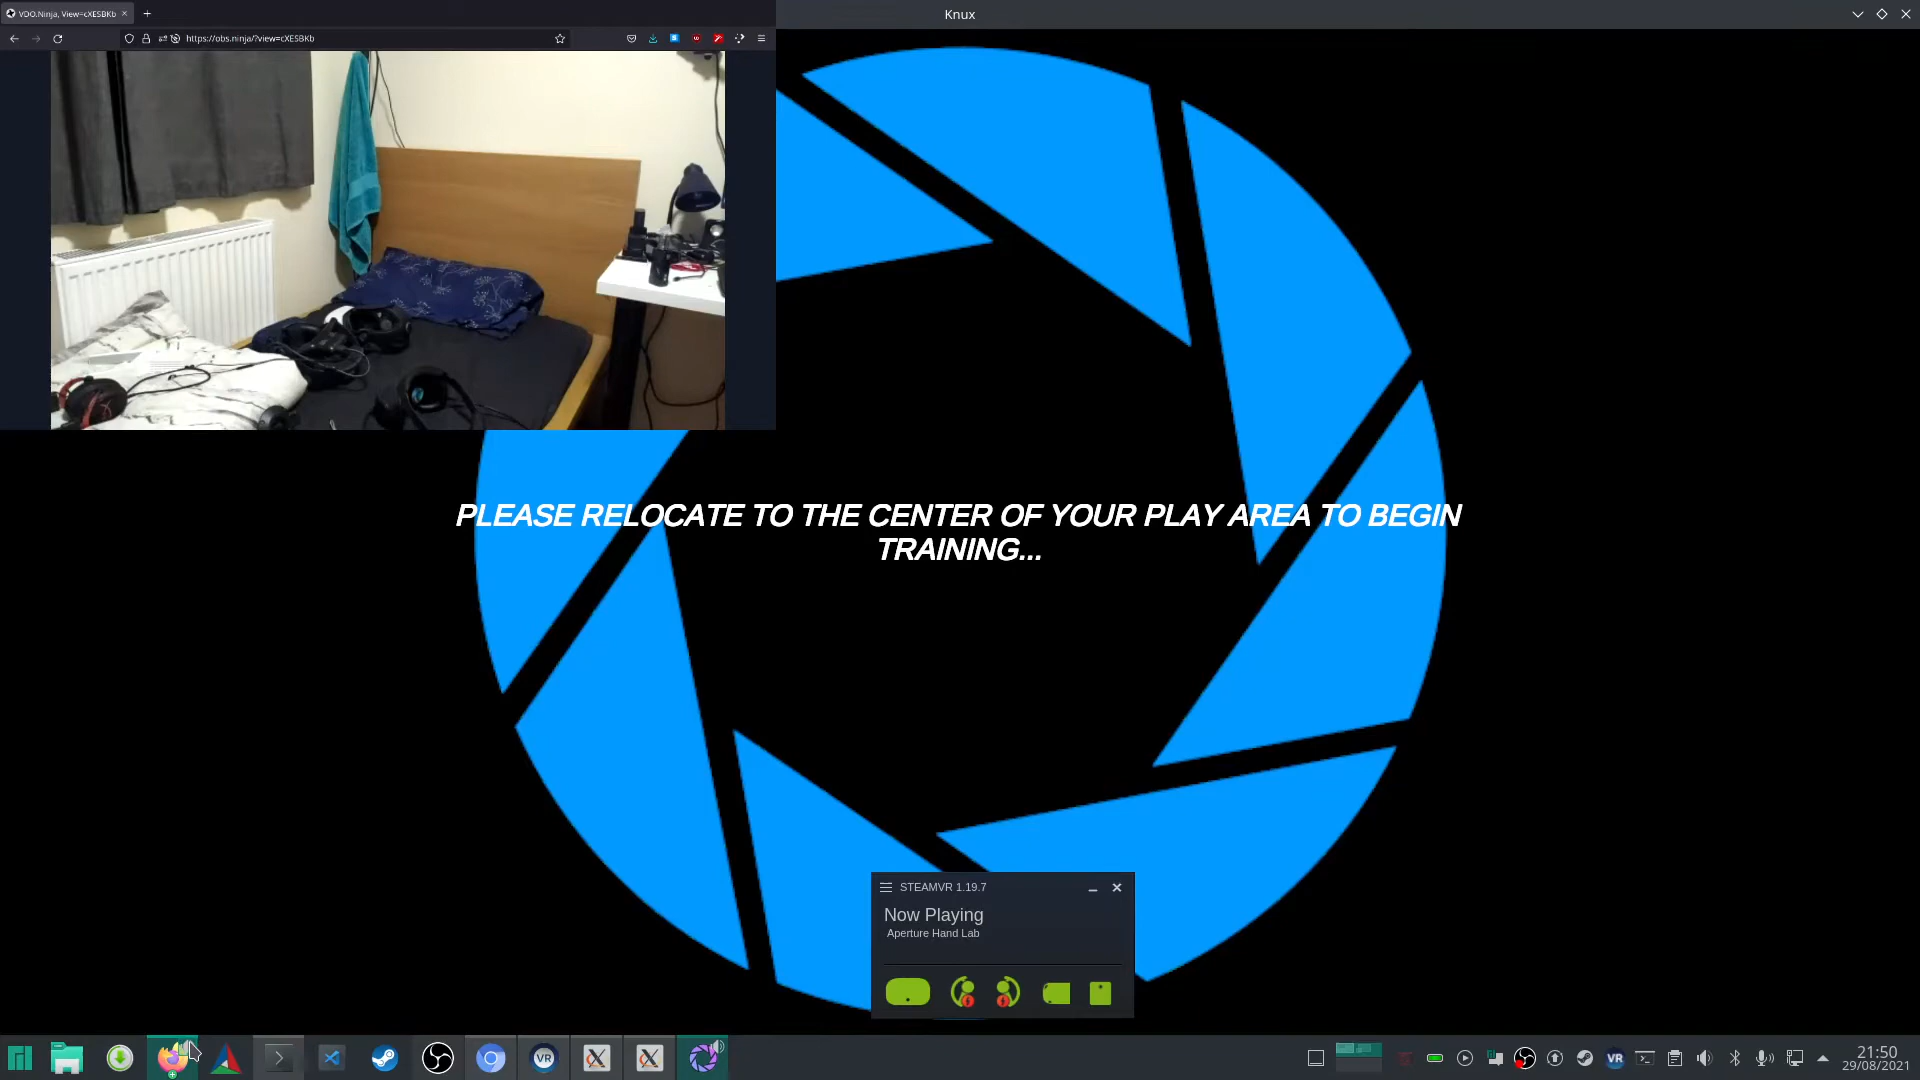 VDO.Ninja, View=cXESBKb
Knux
https://obs.ninja/?view=cXESBKb
PLEASE RELOCATE TO THE CENTER OF YOUR PLAY AREA TO BEGIN
TRAINING...
STEAMVR 1.19.7
Now Playing
Aperture Hand Lab
VR
VR
21:50
29/08/2021